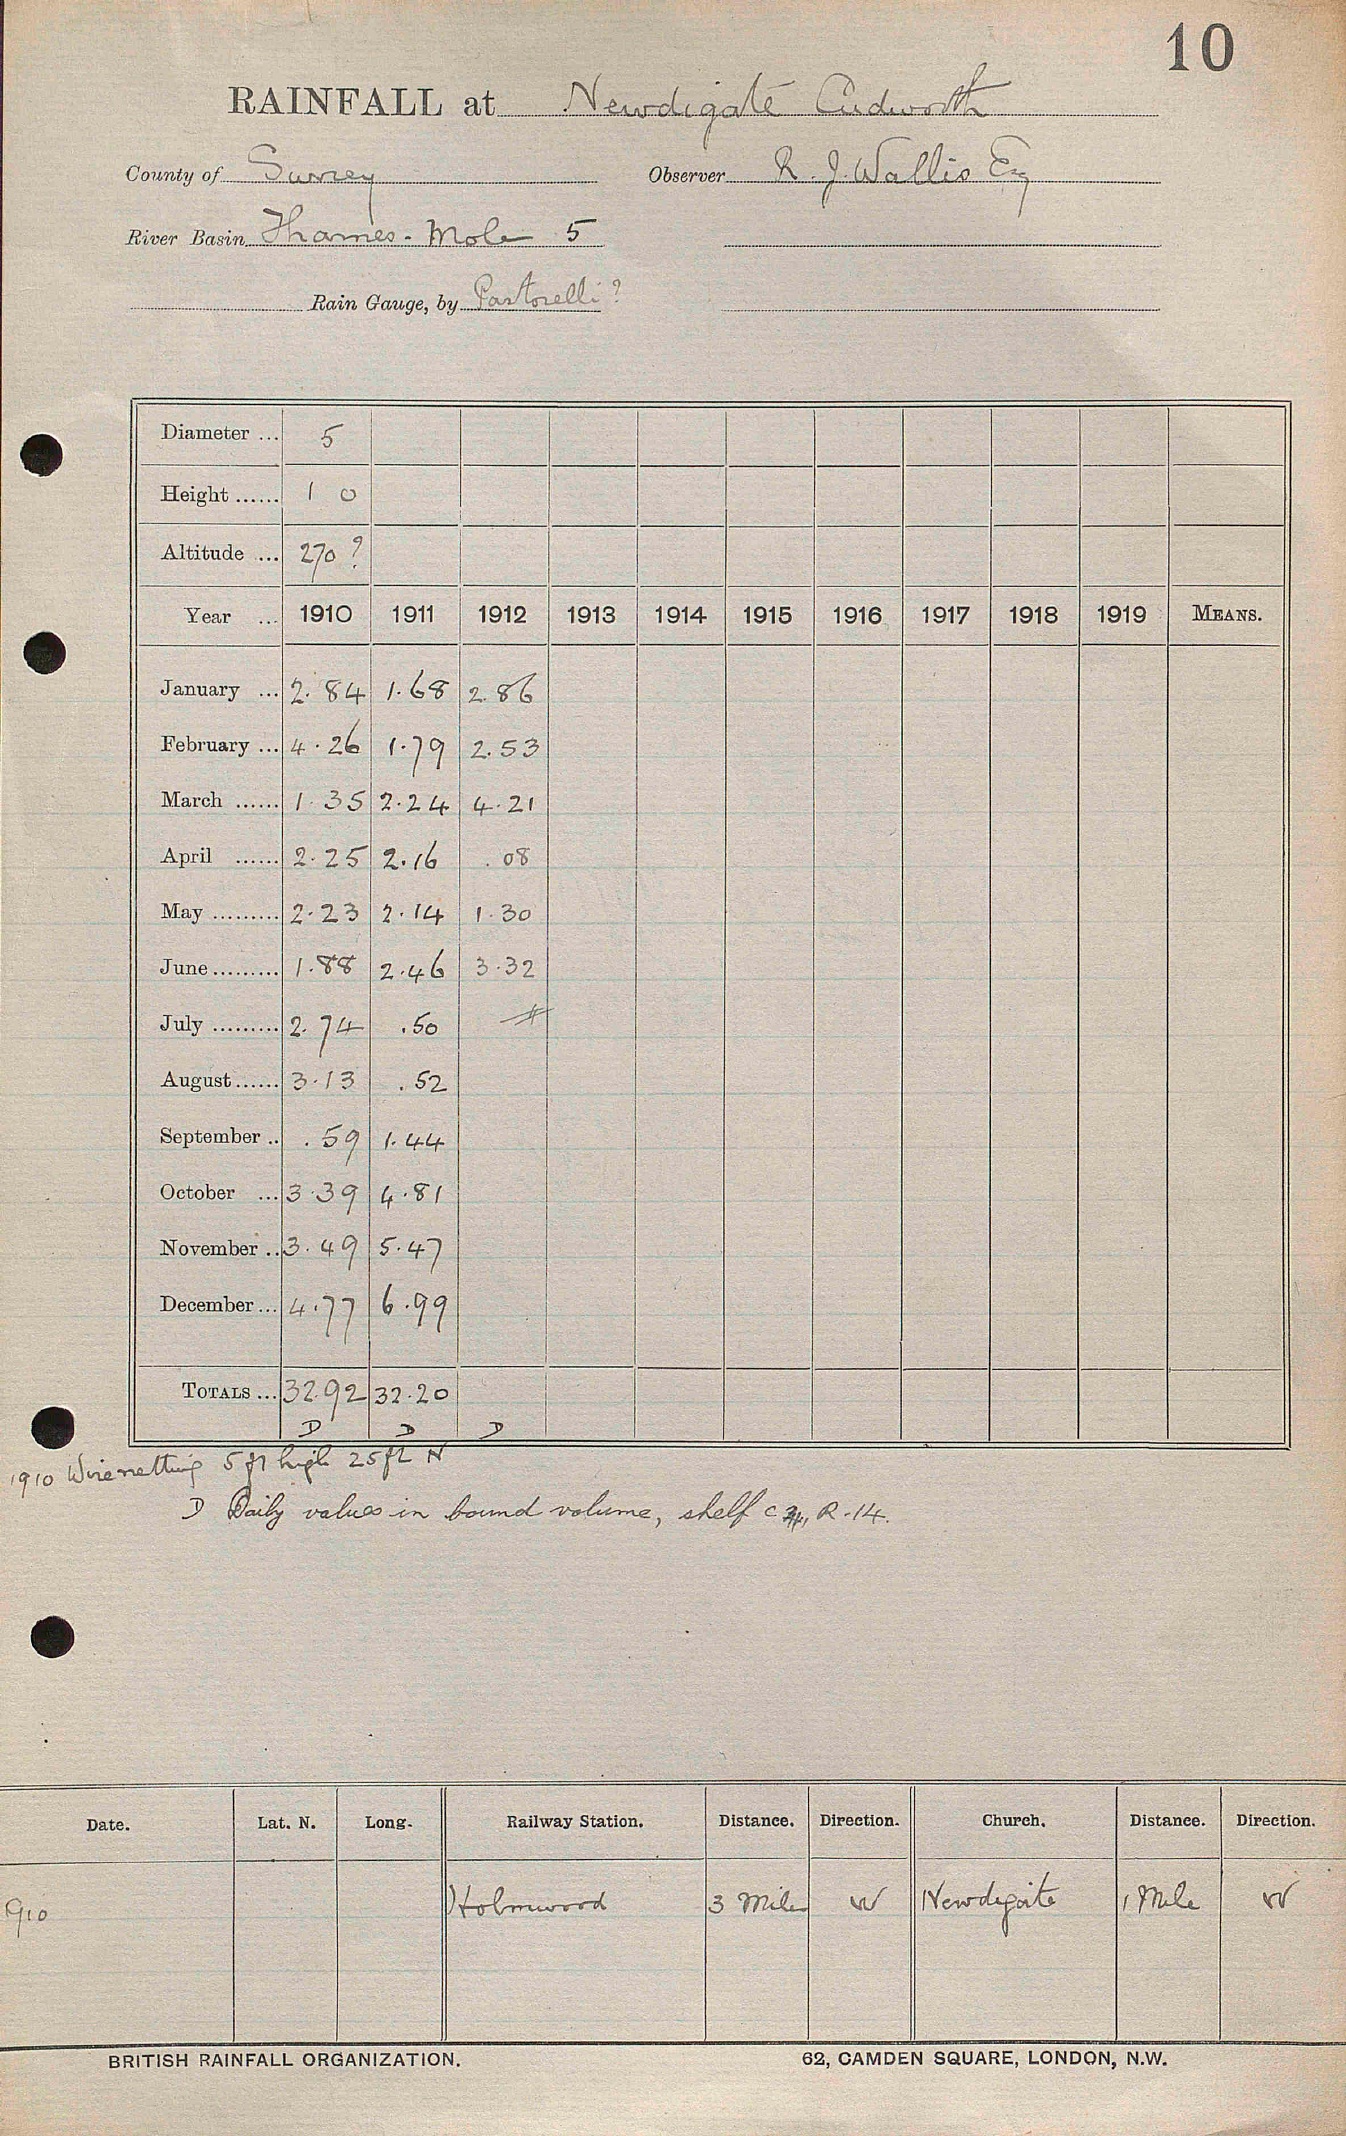 10
RAINFALL at Newdigate Cudworth
County of Surrey Observer R. J. Wallis Esq
River Basin Thames - Mole 5
Rain Gauge, by Pastorelli ?
Diameter ... 5
Height ...... 1 0
Altitude ... 270 ?
Year ... 1910 1911 1912 1913 1914 1915 1916 1917 1918 1919 MEANS.
January ... 2.84 1.68 2.86
February ... 4.26 1.79 2.53
March ...... 1.35 2.24 4.21
April ...... 2.25 2.16 .08
May ......... 2.23 2.14 1.30
June ......... 1.88 2.46 3.32
July ......... 2.74 .50
August ...... 3.13 .52
September .. .59 1.44
October ... 3.39 4.81
November .. 3.49 5.47
December ... 4.77 6.99
TOTALS ... 32.92 32.20
D D D
1910 Wire netting 5 ft high 25 ft N
D Daily values in bound volume, shelf C 4, R.14.
Date. Lat. N. Long. Railway Station. Distance. Direction. Church. Distance. Direction.
910 Holmwood 3 Miles W Newdigate 1 Mile W
BRITISH RAINFALL ORGANIZATION. 62, CAMDEN SQUARE, LONDON, N.W.